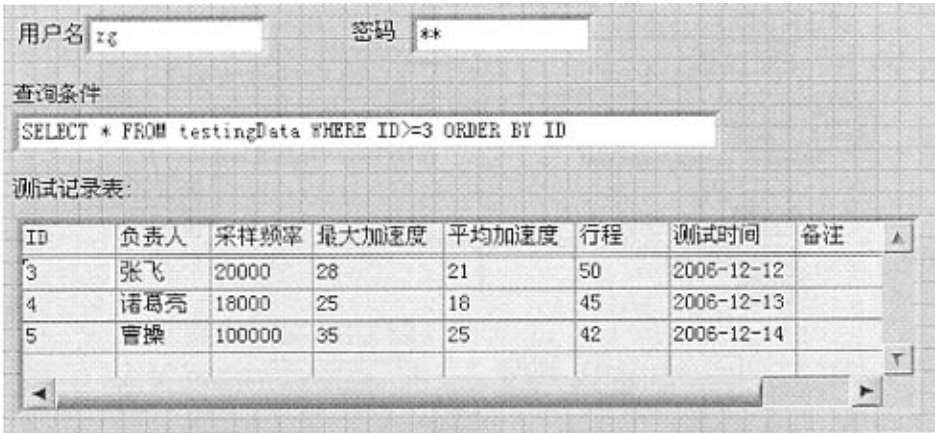 用户名 zg 密码 **
查询条件
SELECT * FROM testingData WHERE ID>=3 ORDER BY ID
测试记录表:
ID 负责人 采样频率 最大加速度 平均加速度 行程 测试时间 备注
3 张飞 20000 28 21 50 2006-12-12
4 诸葛亮 18000 25 18 45 2006-12-13
5 曹操 100000 35 25 42 2006-12-14